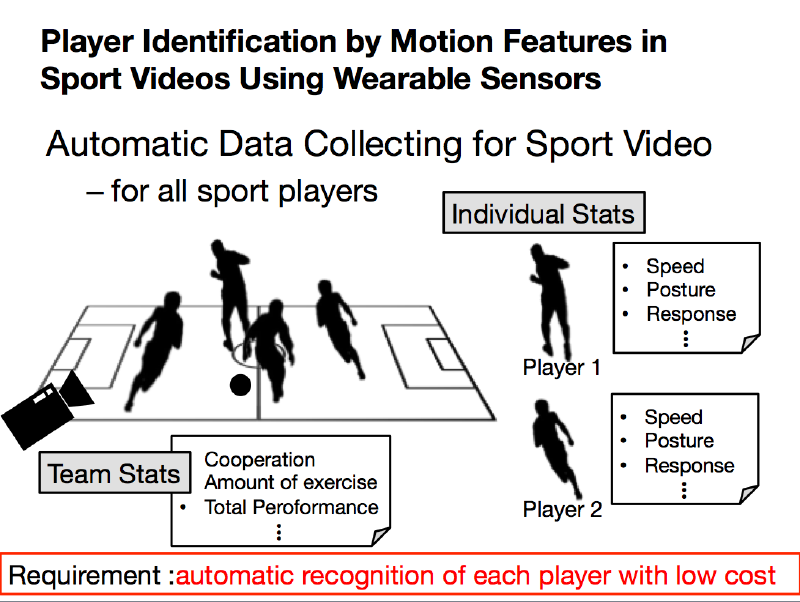 Player Identification by Motion Features in
Sport Videos Using Wearable Sensors
Automatic Data Collecting for Sport Video
– for all sport players
Individual Stats
• Speed
• Posture
• Response
Player 1
• Speed
• Posture
• Response
Player 2
Team Stats
Cooperation
Amount of exercise
• Total Peroformance
Requirement :automatic recognition of each player with low cost